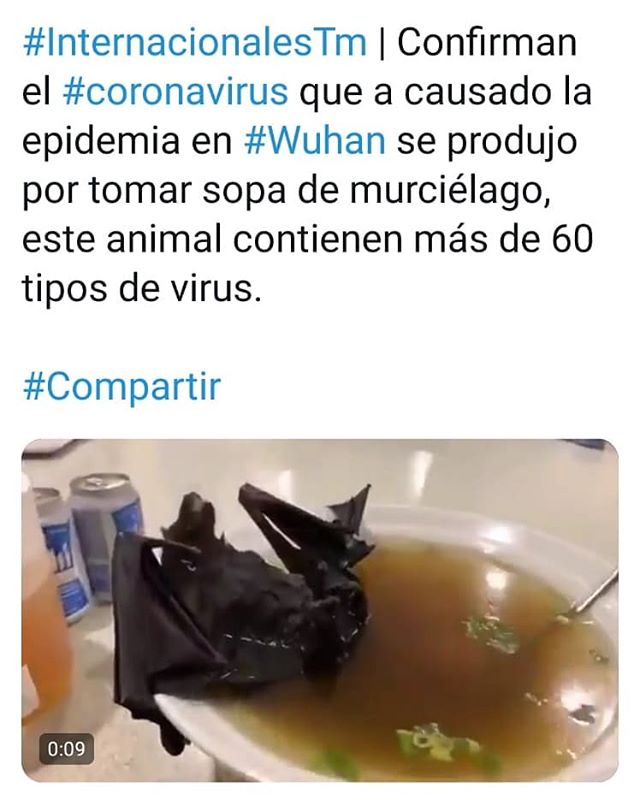 #InternacionalesTm | Confirman
el #coronavirus que a causado la
epidemia en #Wuhan se produjo
por tomar sopa de murciélago,
este animal contienen más de 60
tipos de virus.
#Compartir
0:09